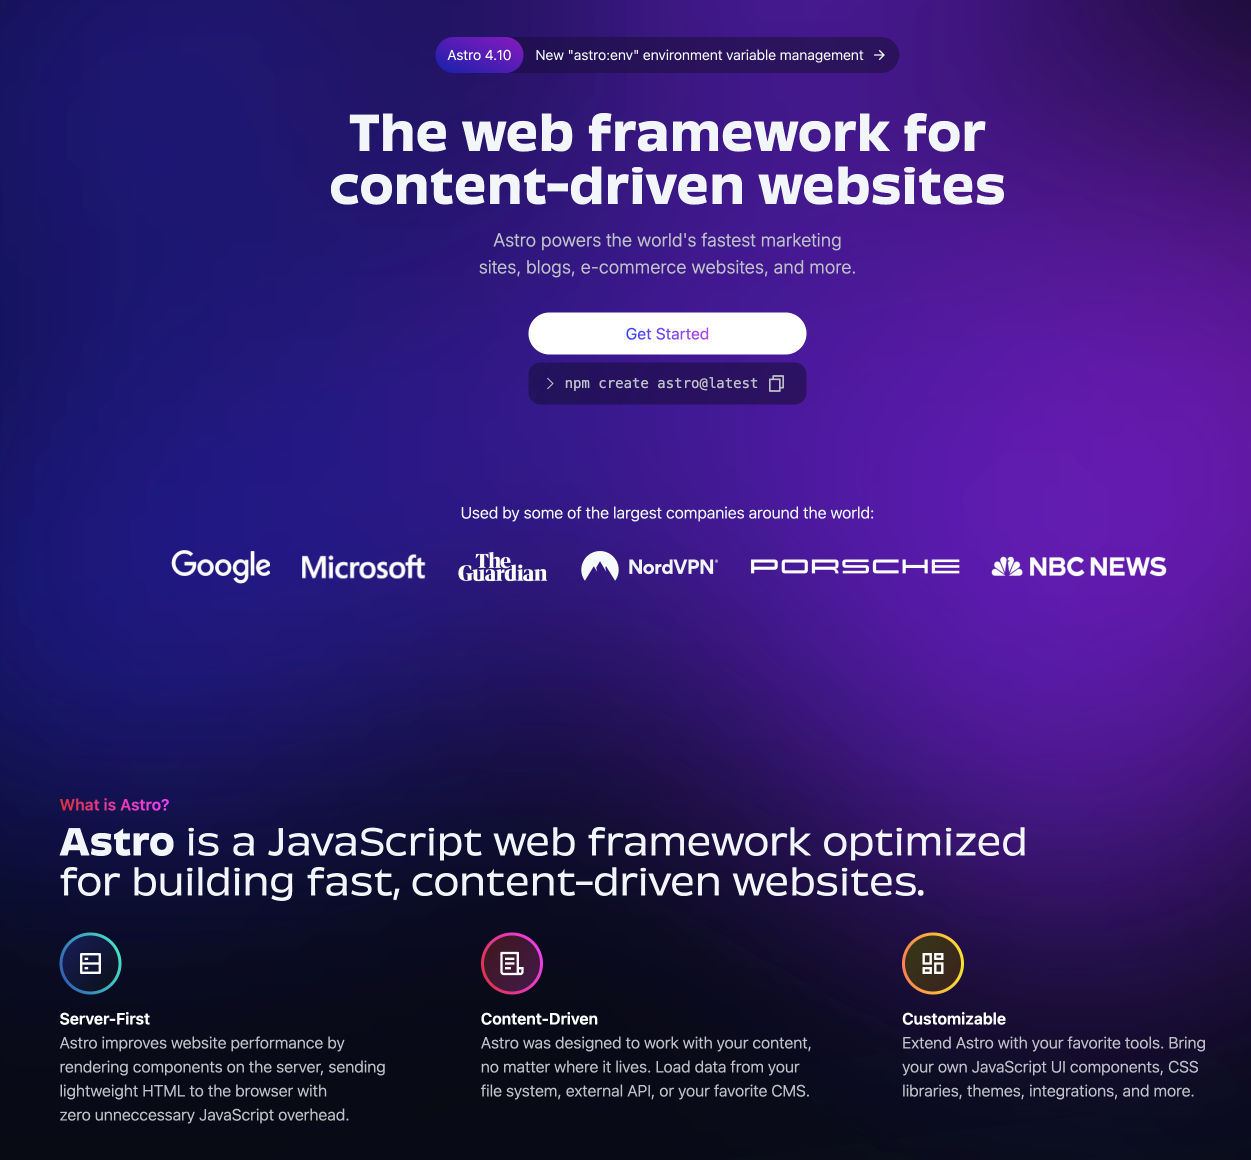 Astro 4.10 New "astro:env" environment variable management →
The web framework for
content-driven websites
Astro powers the world's fastest marketing
sites, blogs, e-commerce websites, and more.
Get Started
> npm create astro@latest
Used by some of the largest companies around the world:
Google Microsoft The Guardian NordVPN® PORSCHE NBC NEWS
What is Astro?
Astro is a JavaScript web framework optimized
for building fast, content-driven websites.
Server-First
Astro improves website performance by
rendering components on the server, sending
lightweight HTML to the browser with
zero unneccessary JavaScript overhead.
Content-Driven
Astro was designed to work with your content,
no matter where it lives. Load data from your
file system, external API, or your favorite CMS.
Customizable
Extend Astro with your favorite tools. Bring
your own JavaScript UI components, CSS
libraries, themes, integrations, and more.